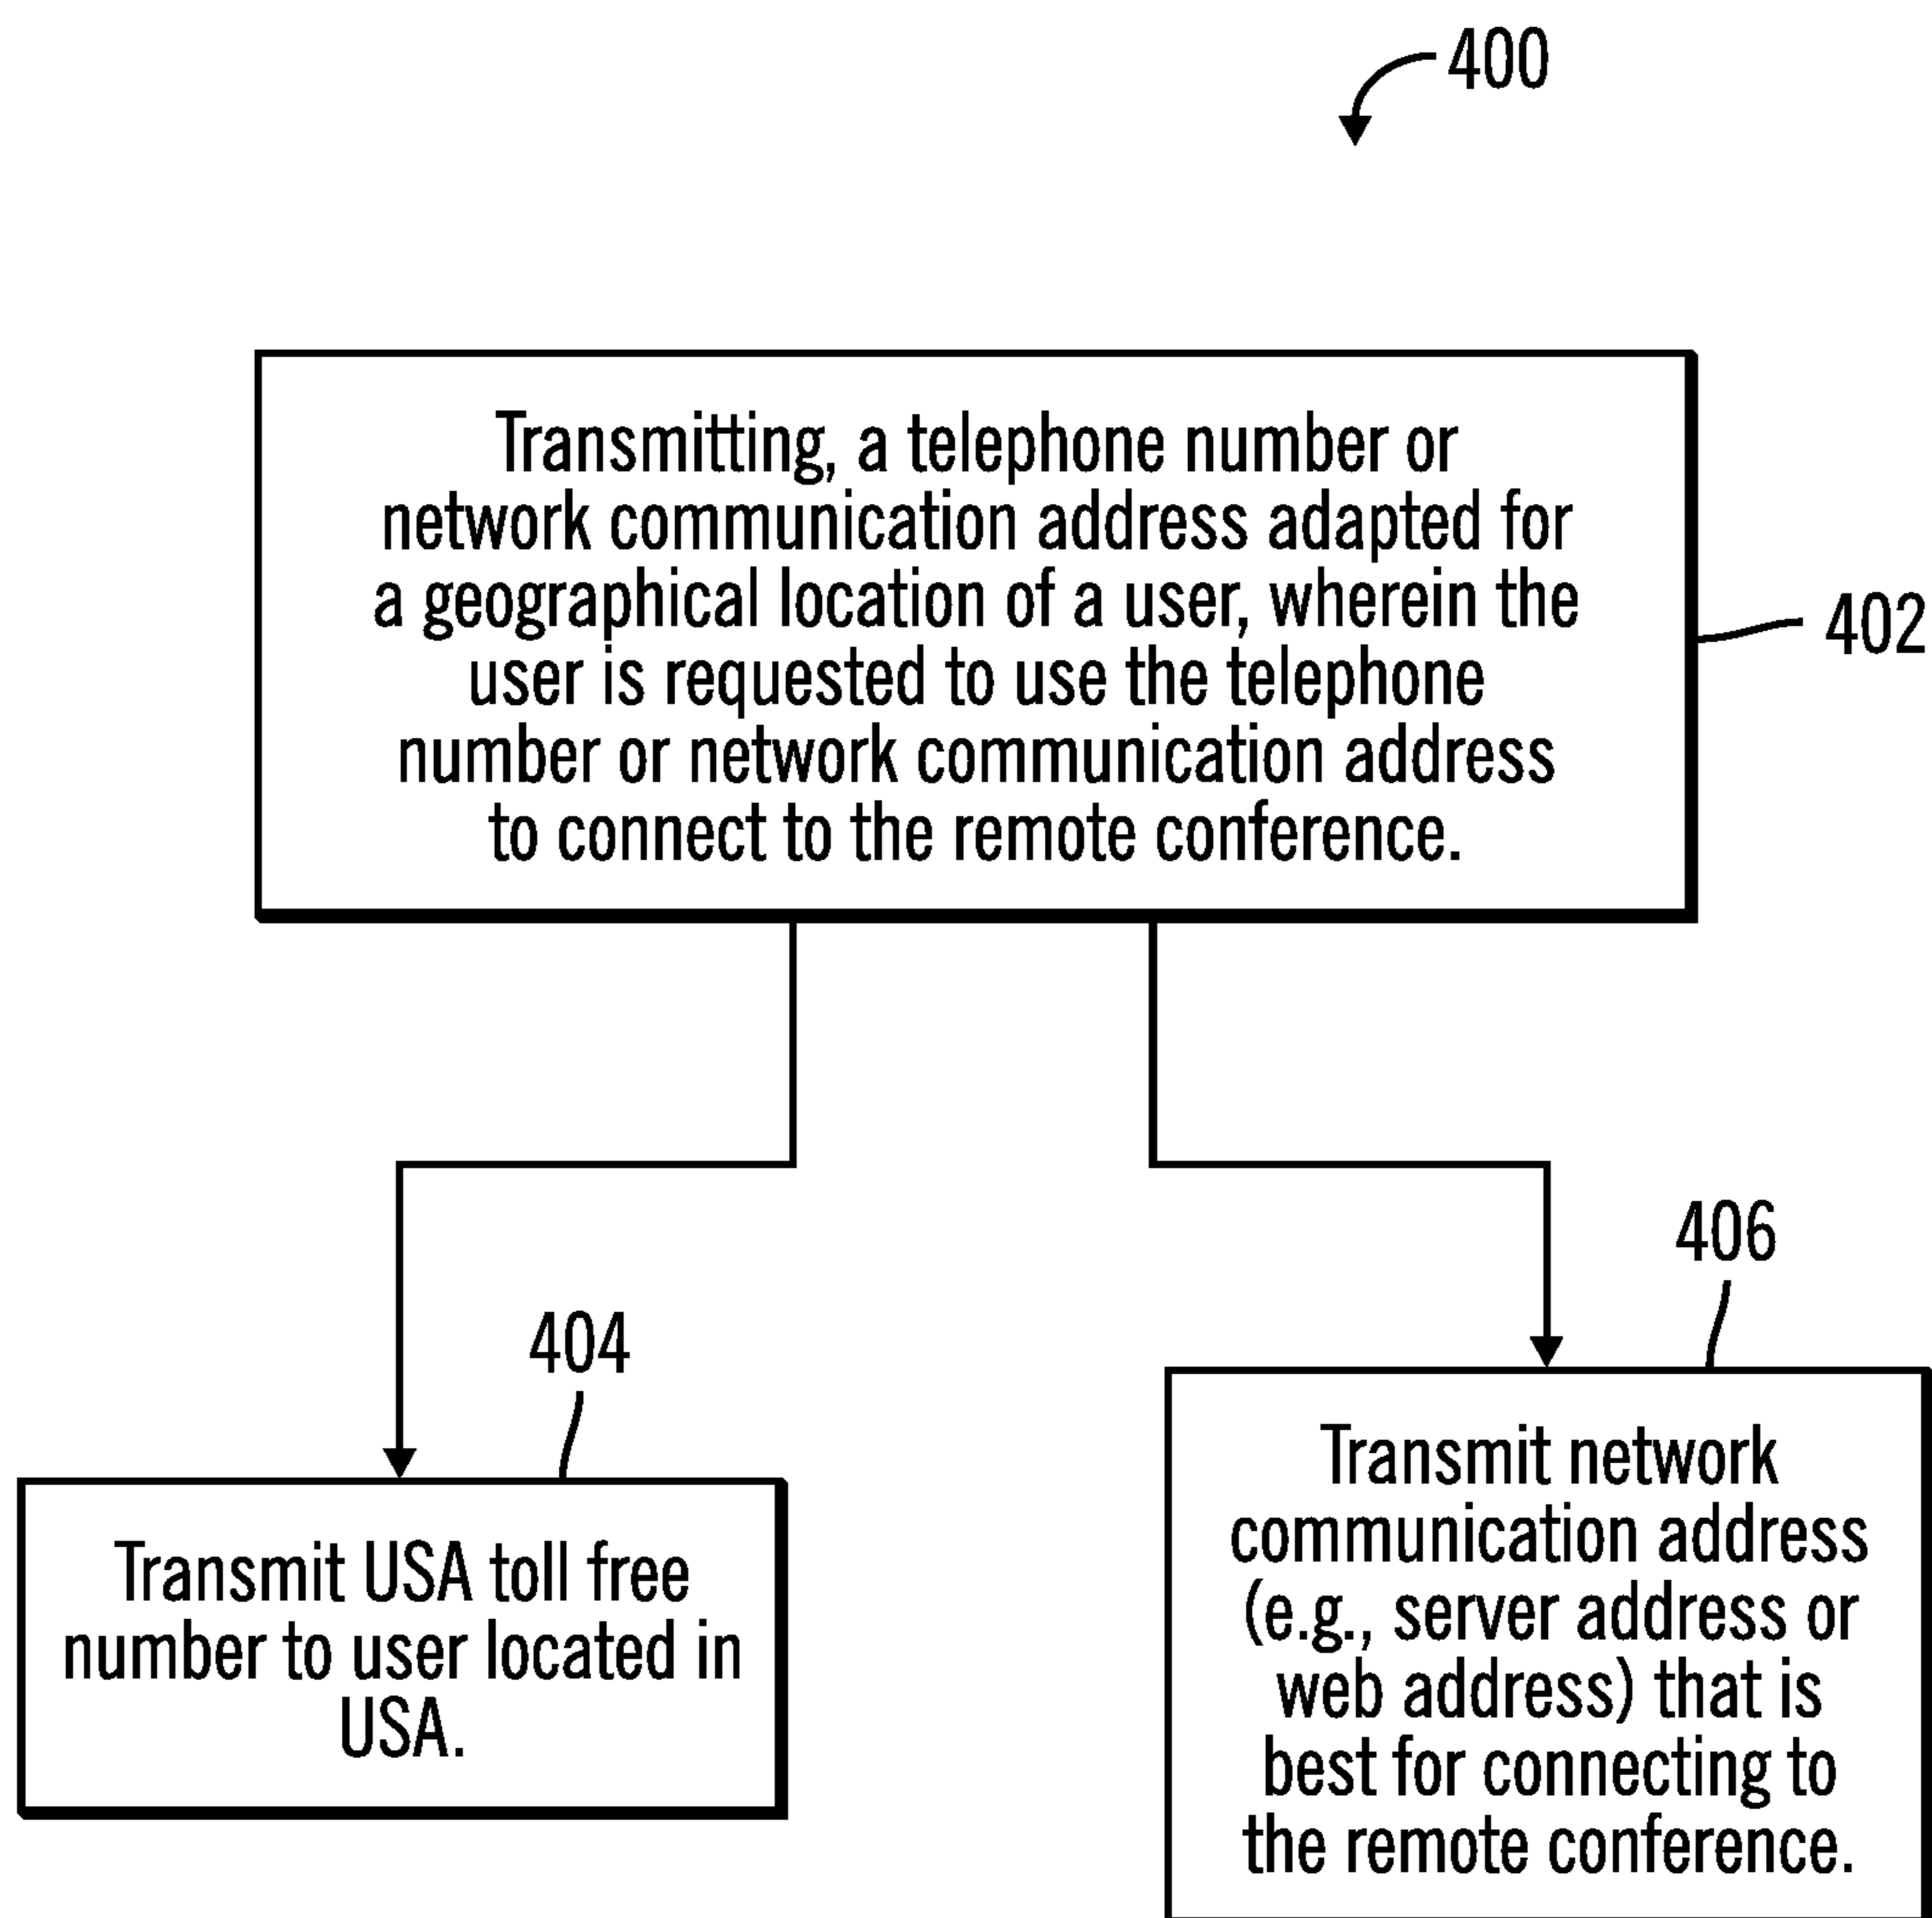 400
Transmitting, a telephone number or
network communication address adapted for
a geographical location of a user, wherein the
user is requested to use the telephone
number or network communication address
to connect to the remote conference.
402
404
Transmit USA toll free
number to user located in
USA.
406
Transmit network
communication address
(e.g., server address or
web address) that is
best for connecting to
the remote conference.